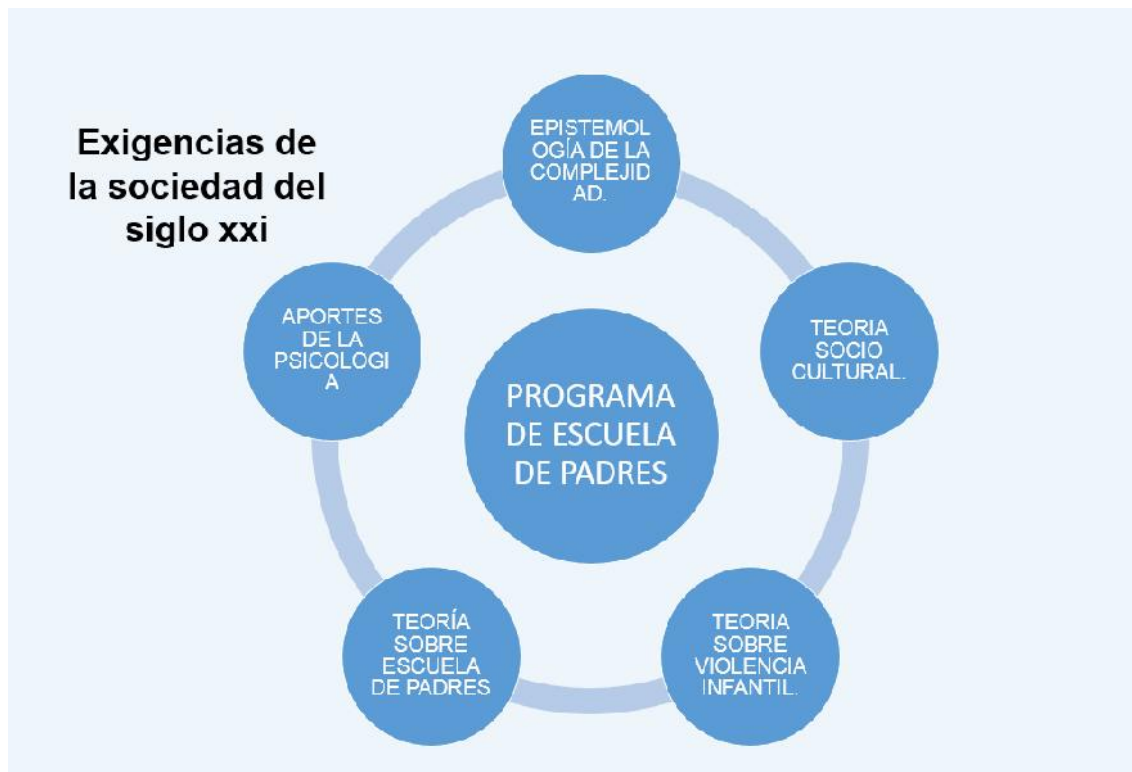 Exigencias de
la sociedad del
siglo xxi
EPISTEMOL
OGÍA DE LA
COMPLEJID
AD.
TEORIA
SOCIO
CULTURAL.
TEORIA
SOBRE
VIOLENCIA
INFANTIL.
TEORÍA
SOBRE
ESCUELA
DE PADRES
APORTES
DE LA
PSICOLOGI
A
PROGRAMA
DE ESCUELA
DE PADRES